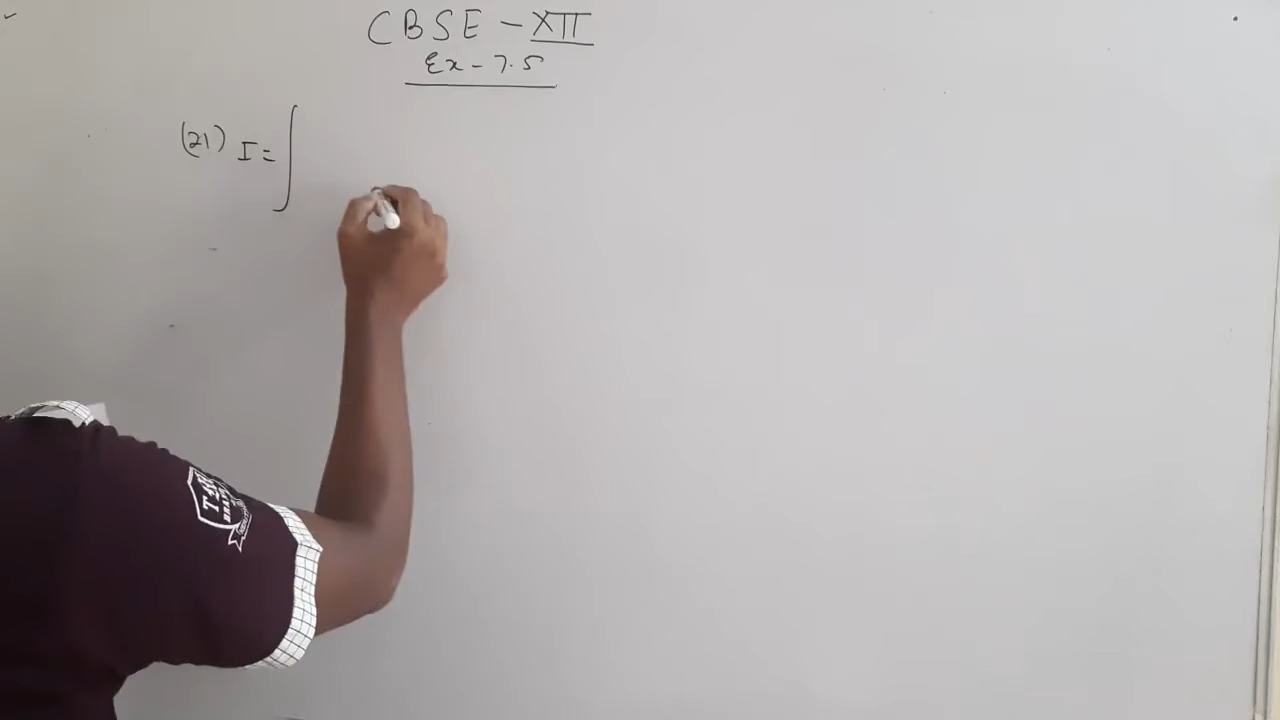 CBSE - XII
Ex - 7.5
(21) I = ∫